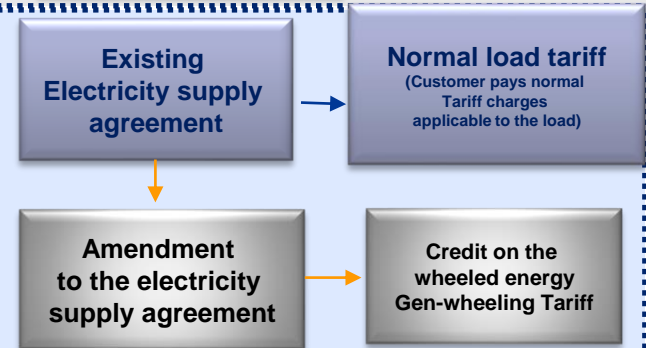 Existing
Electricity supply
agreement
Normal load tariff
(Customer pays normal
Tariff charges
applicable to the load)
Amendment
to the electricity
supply agreement
Credit on the
wheeled energy
Gen-wheeling Tariff